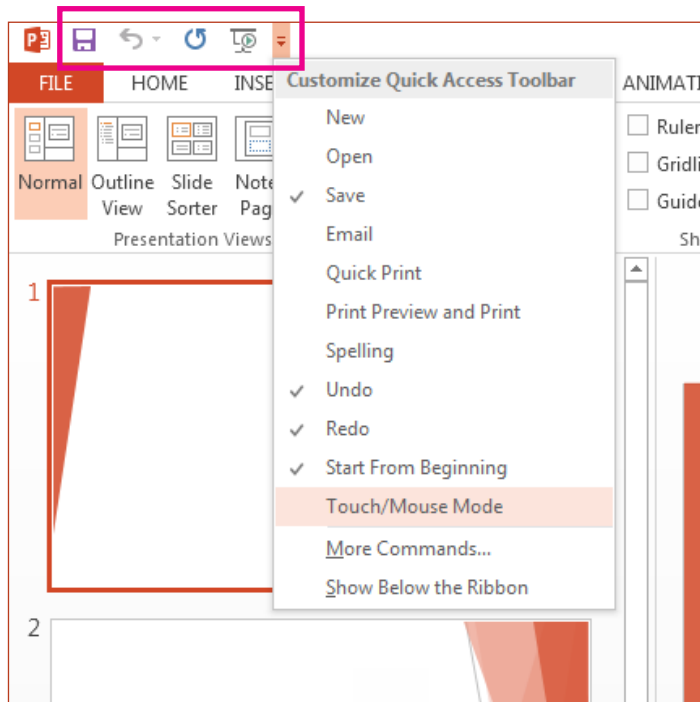 FILE HOME INSE
ANIMATI
Customize Quick Access Toolbar
New
Open
Save
Email
Quick Print
Print Preview and Print
Spelling
Undo
Redo
Start From Beginning
Touch/Mouse Mode
More Commands...
Show Below the Ribbon
Normal
Outline
View
Slide
Sorter
Note
Pag
Presentation Views
Ruler
Gridli
Guide
Sh
1
2